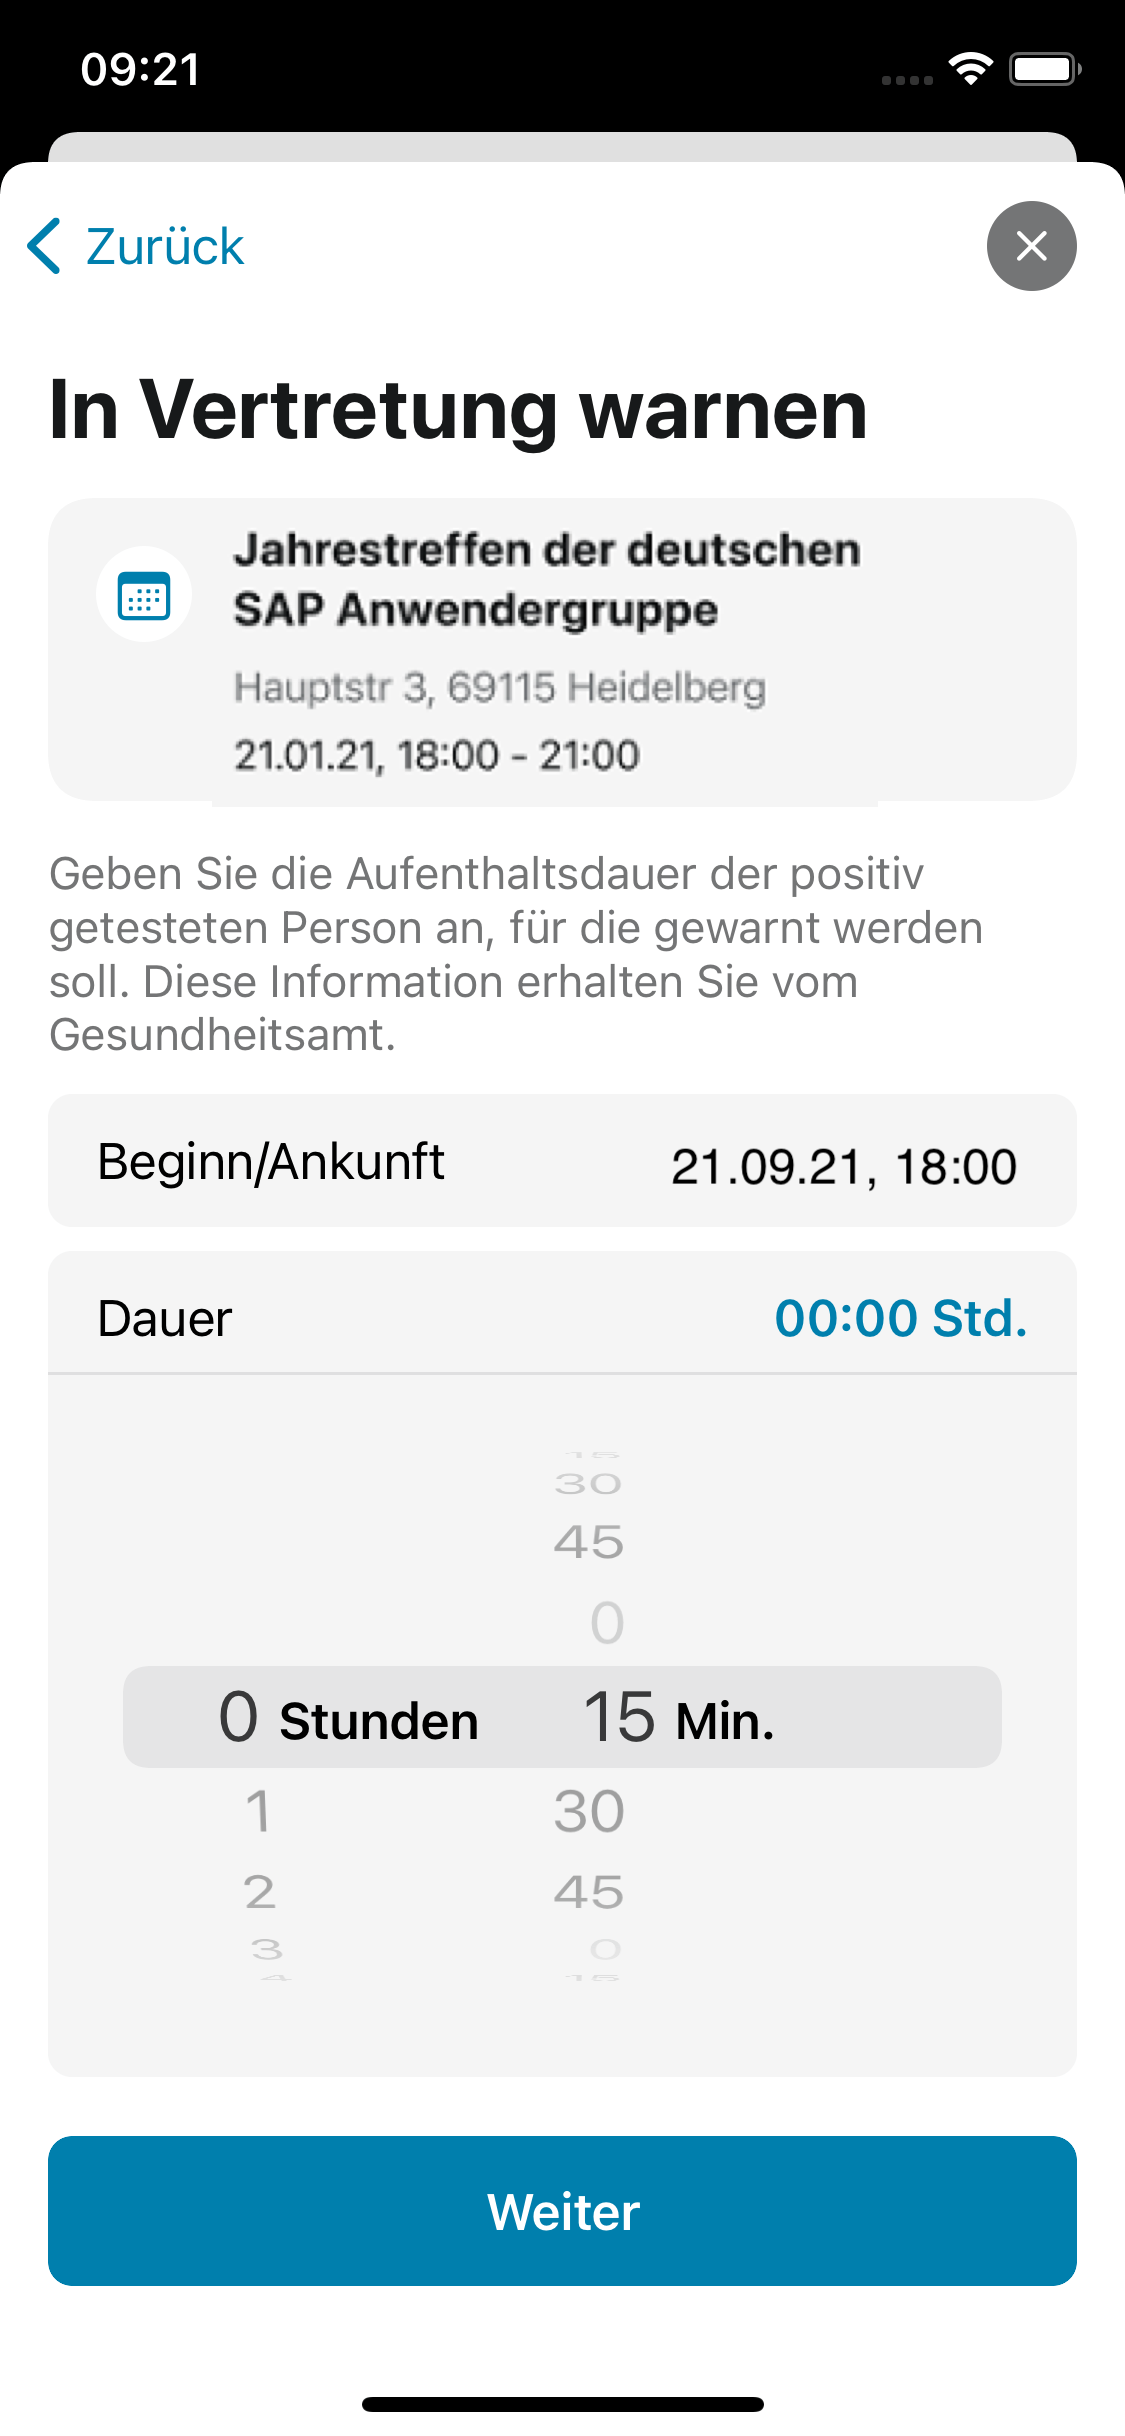 09:21
Zurück
In Vertretung warnen
Jahrestreffen der deutschen
SAP Anwendergruppe
Hauptstr 3, 69115 Heidelberg
21.01.21, 18:00 - 21:00
Geben Sie die Aufenthaltsdauer der positiv
getesteten Person an, für die gewarnt werden
soll. Diese Information erhalten Sie vom
Gesundheitsamt.
Beginn/Ankunft 21.09.21, 18:00
Dauer 00:00 Std.
15
30
45
0
0 Stunden 15 Min.
1 30
2 45
3 0
4 15
Weiter